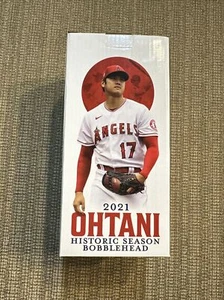 ANGELS
17
2021
OHTANI
HISTORIC SEASON
BOBBLEHEAD